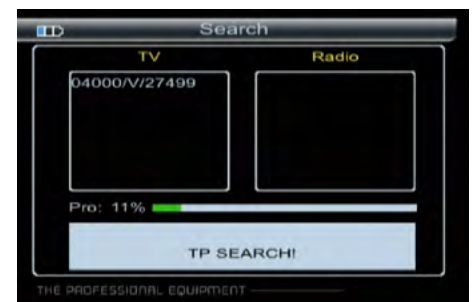 Search
TV
Radio
04000/V/27499
Pro: 11%
TP SEARCH!
THE PROFESSIONAL EQUIPMENT